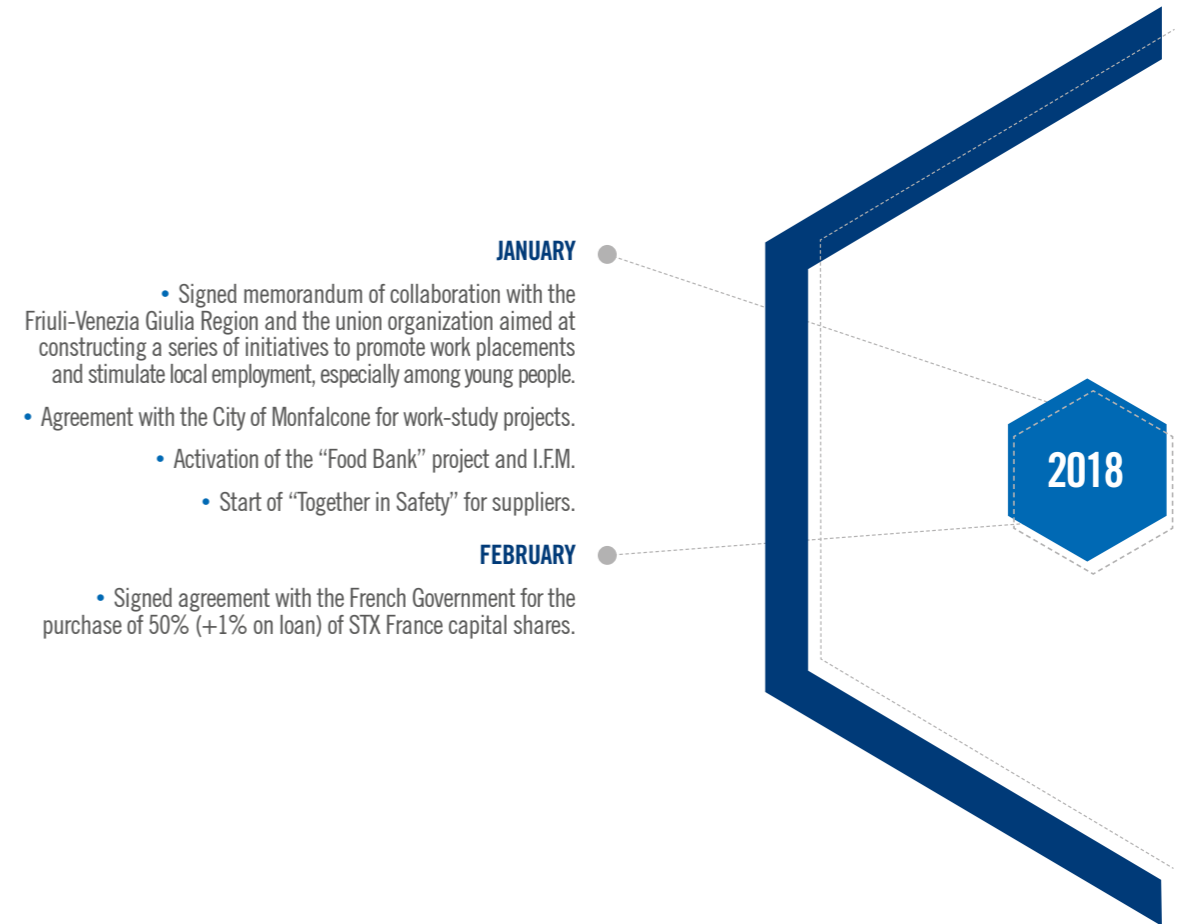 JANUARY
• Signed memorandum of collaboration with the
Friuli-Venezia Giulia Region and the union organization aimed at
constructing a series of initiatives to promote work placements
and stimulate local employment, especially among young people.
• Agreement with the City of Monfalcone for work-study projects.
• Activation of the “Food Bank” project and I.F.M.
• Start of “Together in Safety” for suppliers.
FEBRUARY
• Signed agreement with the French Government for the
purchase of 50% (+1% on loan) of STX France capital shares.
2018